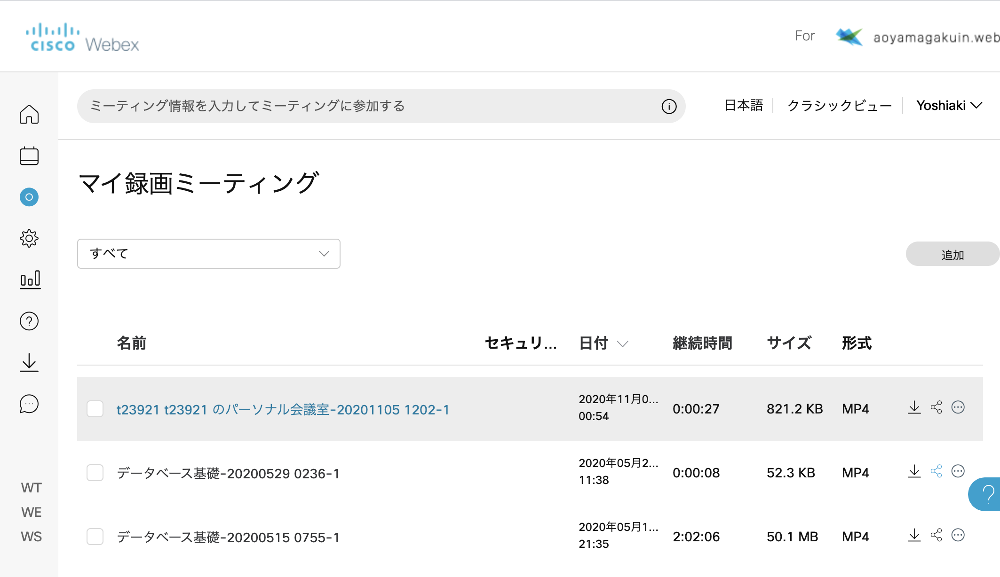 cisco Webex
For aoyamagakuin.web
ミーティング情報を入力してミーティングに参加する
日本語 クラシックビュー Yoshiaki
マイ録画ミーティング
すべて
追加
名前 セキュリ... 日付 継続時間 サイズ 形式
t23921 t23921 のパーソナル会議室-20201105 1202-1 2020年11月0... 0:00:27 821.2 KB MP4
00:54
データベース基礎-20200529 0236-1 2020年05月2... 0:00:08 52.3 KB MP4
11:38
データベース基礎-20200515 0755-1 2020年05月1... 2:02:06 50.1 MB MP4
21:35
WT
WE
WS